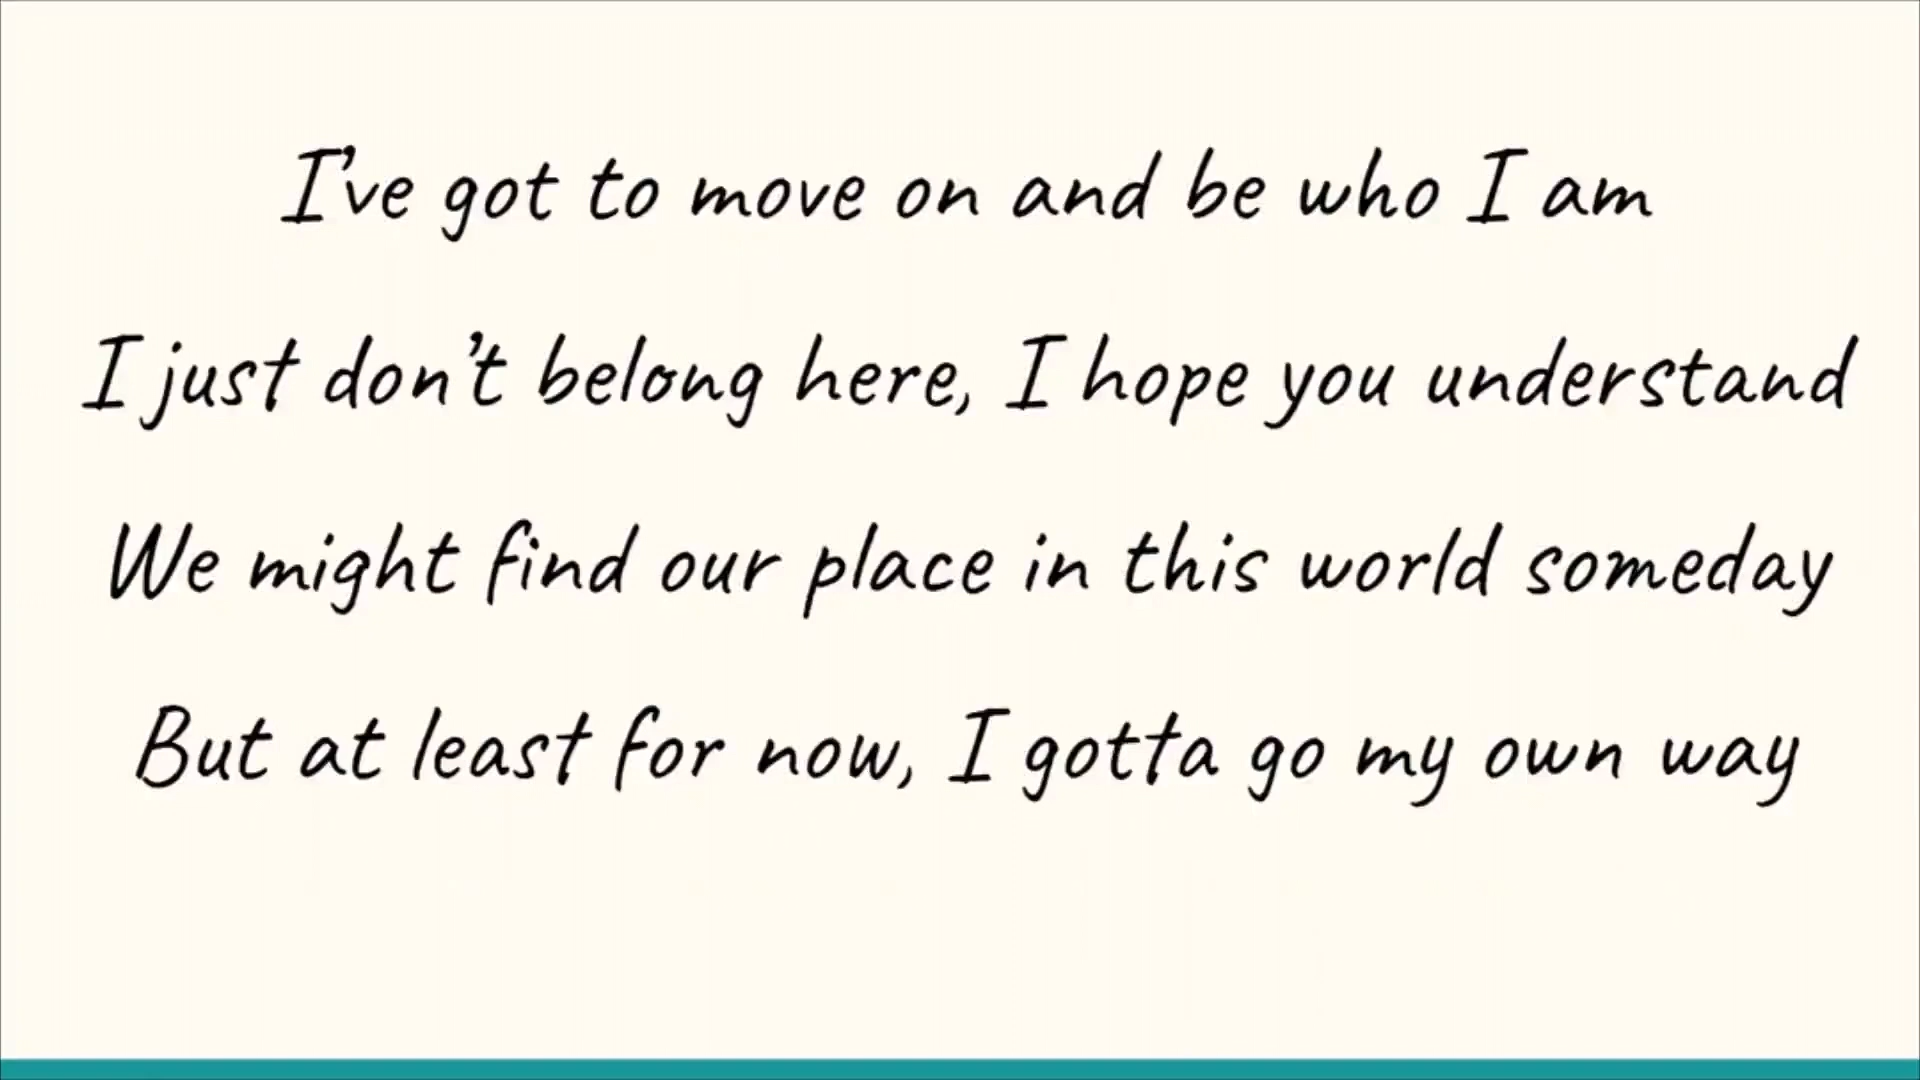 I've got to move on and be who I am
I just don't belong here, I hope you understand
We might find our place in this world someday
But at least for now, I gotta go my own way